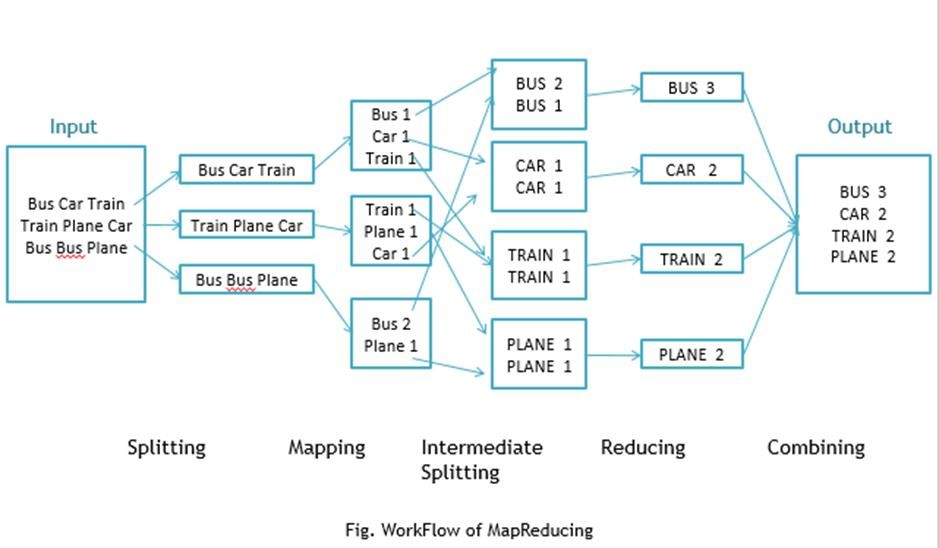 Input
Bus Car Train
Train Plane Car
Bus Bus Plane
Bus Car Train
Train Plane Car
Bus Bus Plane
Bus 1
Car 1
Train 1
Train 1
Plane 1
Car 1
Bus 2
Plane 1
BUS 2
BUS 1
CAR 1
CAR 1
TRAIN 1
TRAIN 1
PLANE 1
PLANE 1
BUS 3
CAR 2
TRAIN 2
PLANE 2
Output
BUS 3
CAR 2
TRAIN 2
PLANE 2
Splitting
Mapping
Intermediate
Splitting
Reducing
Combining
Fig. WorkFlow of MapReducing